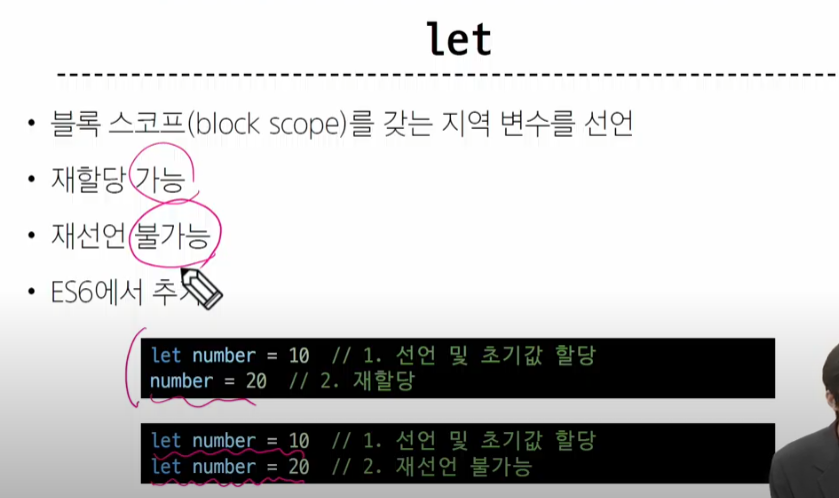 let
• 블록 스코프(block scope)를 갖는 지역 변수를 선언
• 재할당 가능
• 재선언 불가능
• ES6에서
let number = 10 // 1. 선언 및 초기값 할당
number = 20 // 2. 재할당
let number = 10 // 1. 선언 및 초기값 할당
let number = 20 // 2. 재선언 불가능